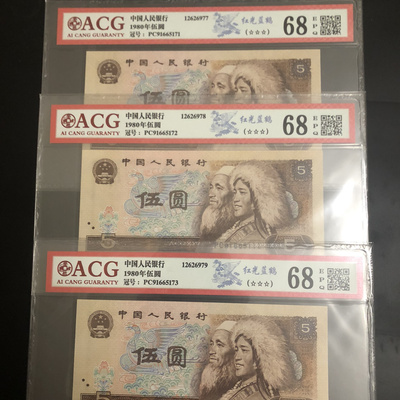 ACG
AI CANG GUARANTY
中国人民银行 12626977
1980年伍圆
冠号：PC91665171
红光蓝鹤
(☆☆☆)
68
EPQ
中国人民银行
5
伍圆
ACG
AI CANG GUARANTY
中国人民银行 12626978
1980年伍圆
冠号：PC91665172
红光蓝鹤
(☆☆☆)
68
EPQ
中国人民银行
5
伍圆
5
ACG
AI CANG GUARANTY
中国人民银行 12626979
1980年伍圆
冠号：PC91665173
红光蓝鹤
(☆☆☆)
68
EPQ
中国人民银行
5
伍圆
5